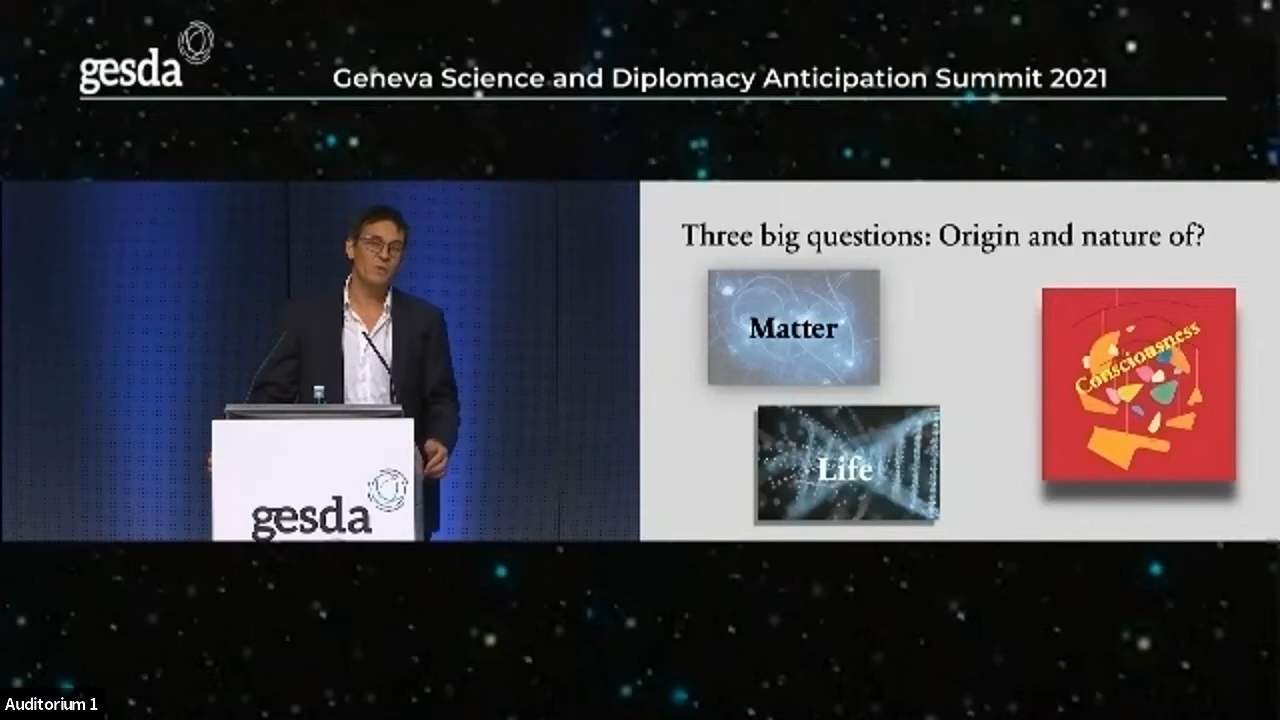 gesda
Geneva Science and Diplomacy Anticipation Summit 2021
gesda
Three big questions: Origin and nature of?
Matter
Consciousness
Life
Auditorium 1